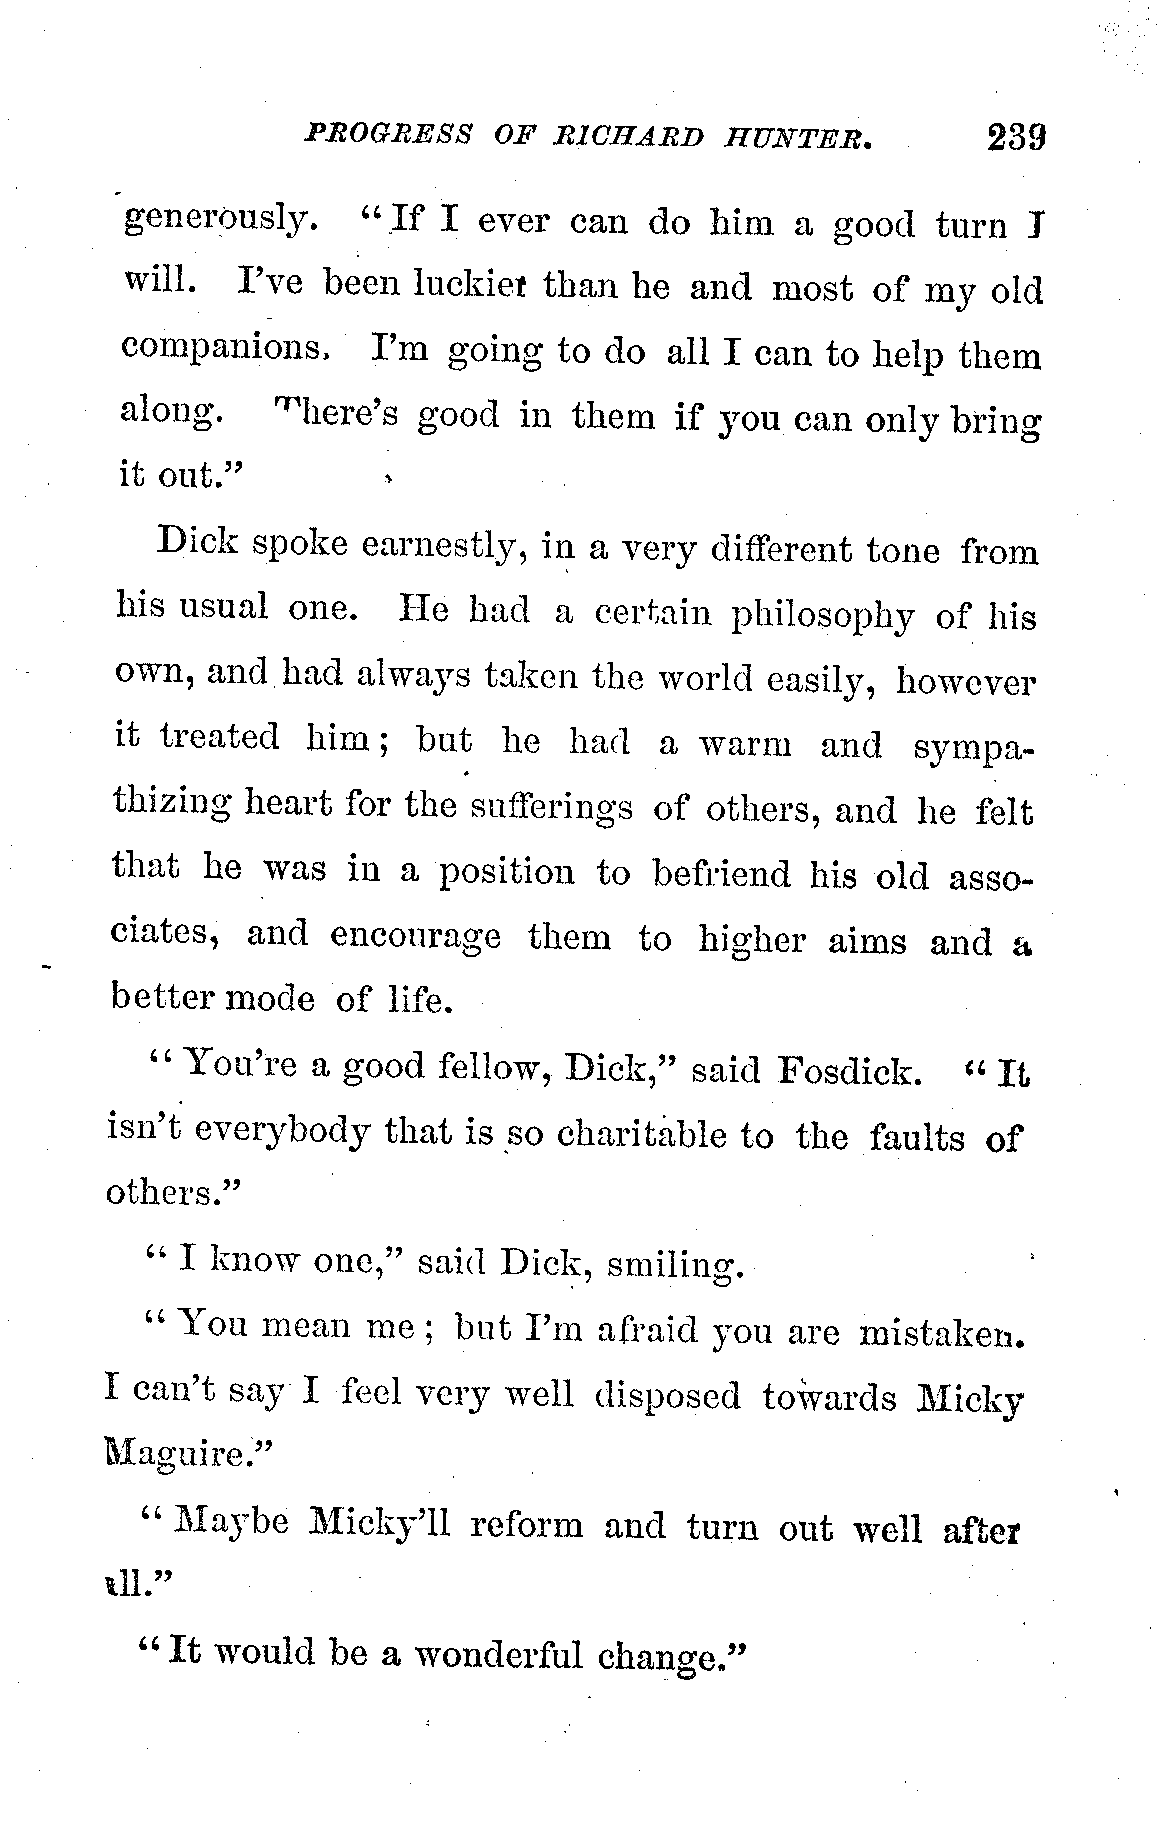 PROGRESS OF RICHARD HUNTER. 239
generously. "If I ever can do him a good turn I
will. I've been luckier than he and most of my old
companions. I'm going to do all I can to help them
along. There's good in them if you can only bring
it out."
Dick spoke earnestly, in a very different tone from
his usual one. He had a certain philosophy of his
own, and had always taken the world easily, however
it treated him; but he had a warm and sympa-
thizing heart for the sufferings of others, and he felt
that he was in a position to befriend his old asso-
ciates, and encourage them to higher aims and a
better mode of life.
"You're a good fellow, Dick," said Fosdick. "It
isn't everybody that is so charitable to the faults of
others."
"I know one," said Dick, smiling.
"You mean me; but I'm afraid you are mistaken.
I can't say I feel very well disposed towards Micky
Maguire."
"Maybe Micky'll reform and turn out well after
all."
"It would be a wonderful change."